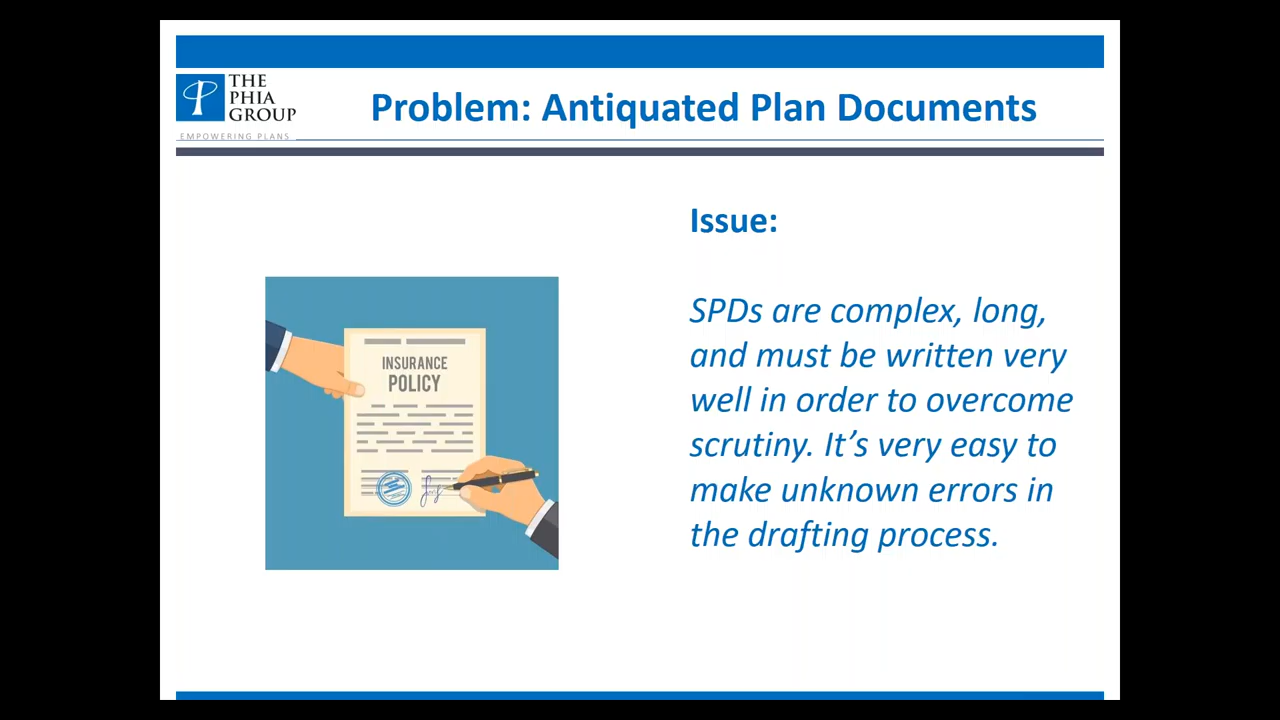 THE
PHIA
GROUP
EMPOWERING PLANS
Problem: Antiquated Plan Documents
Issue:
SPDs are complex, long,
and must be written very
well in order to overcome
scrutiny. It’s very easy to
make unknown errors in
the drafting process.
INSURANCE
POLICY